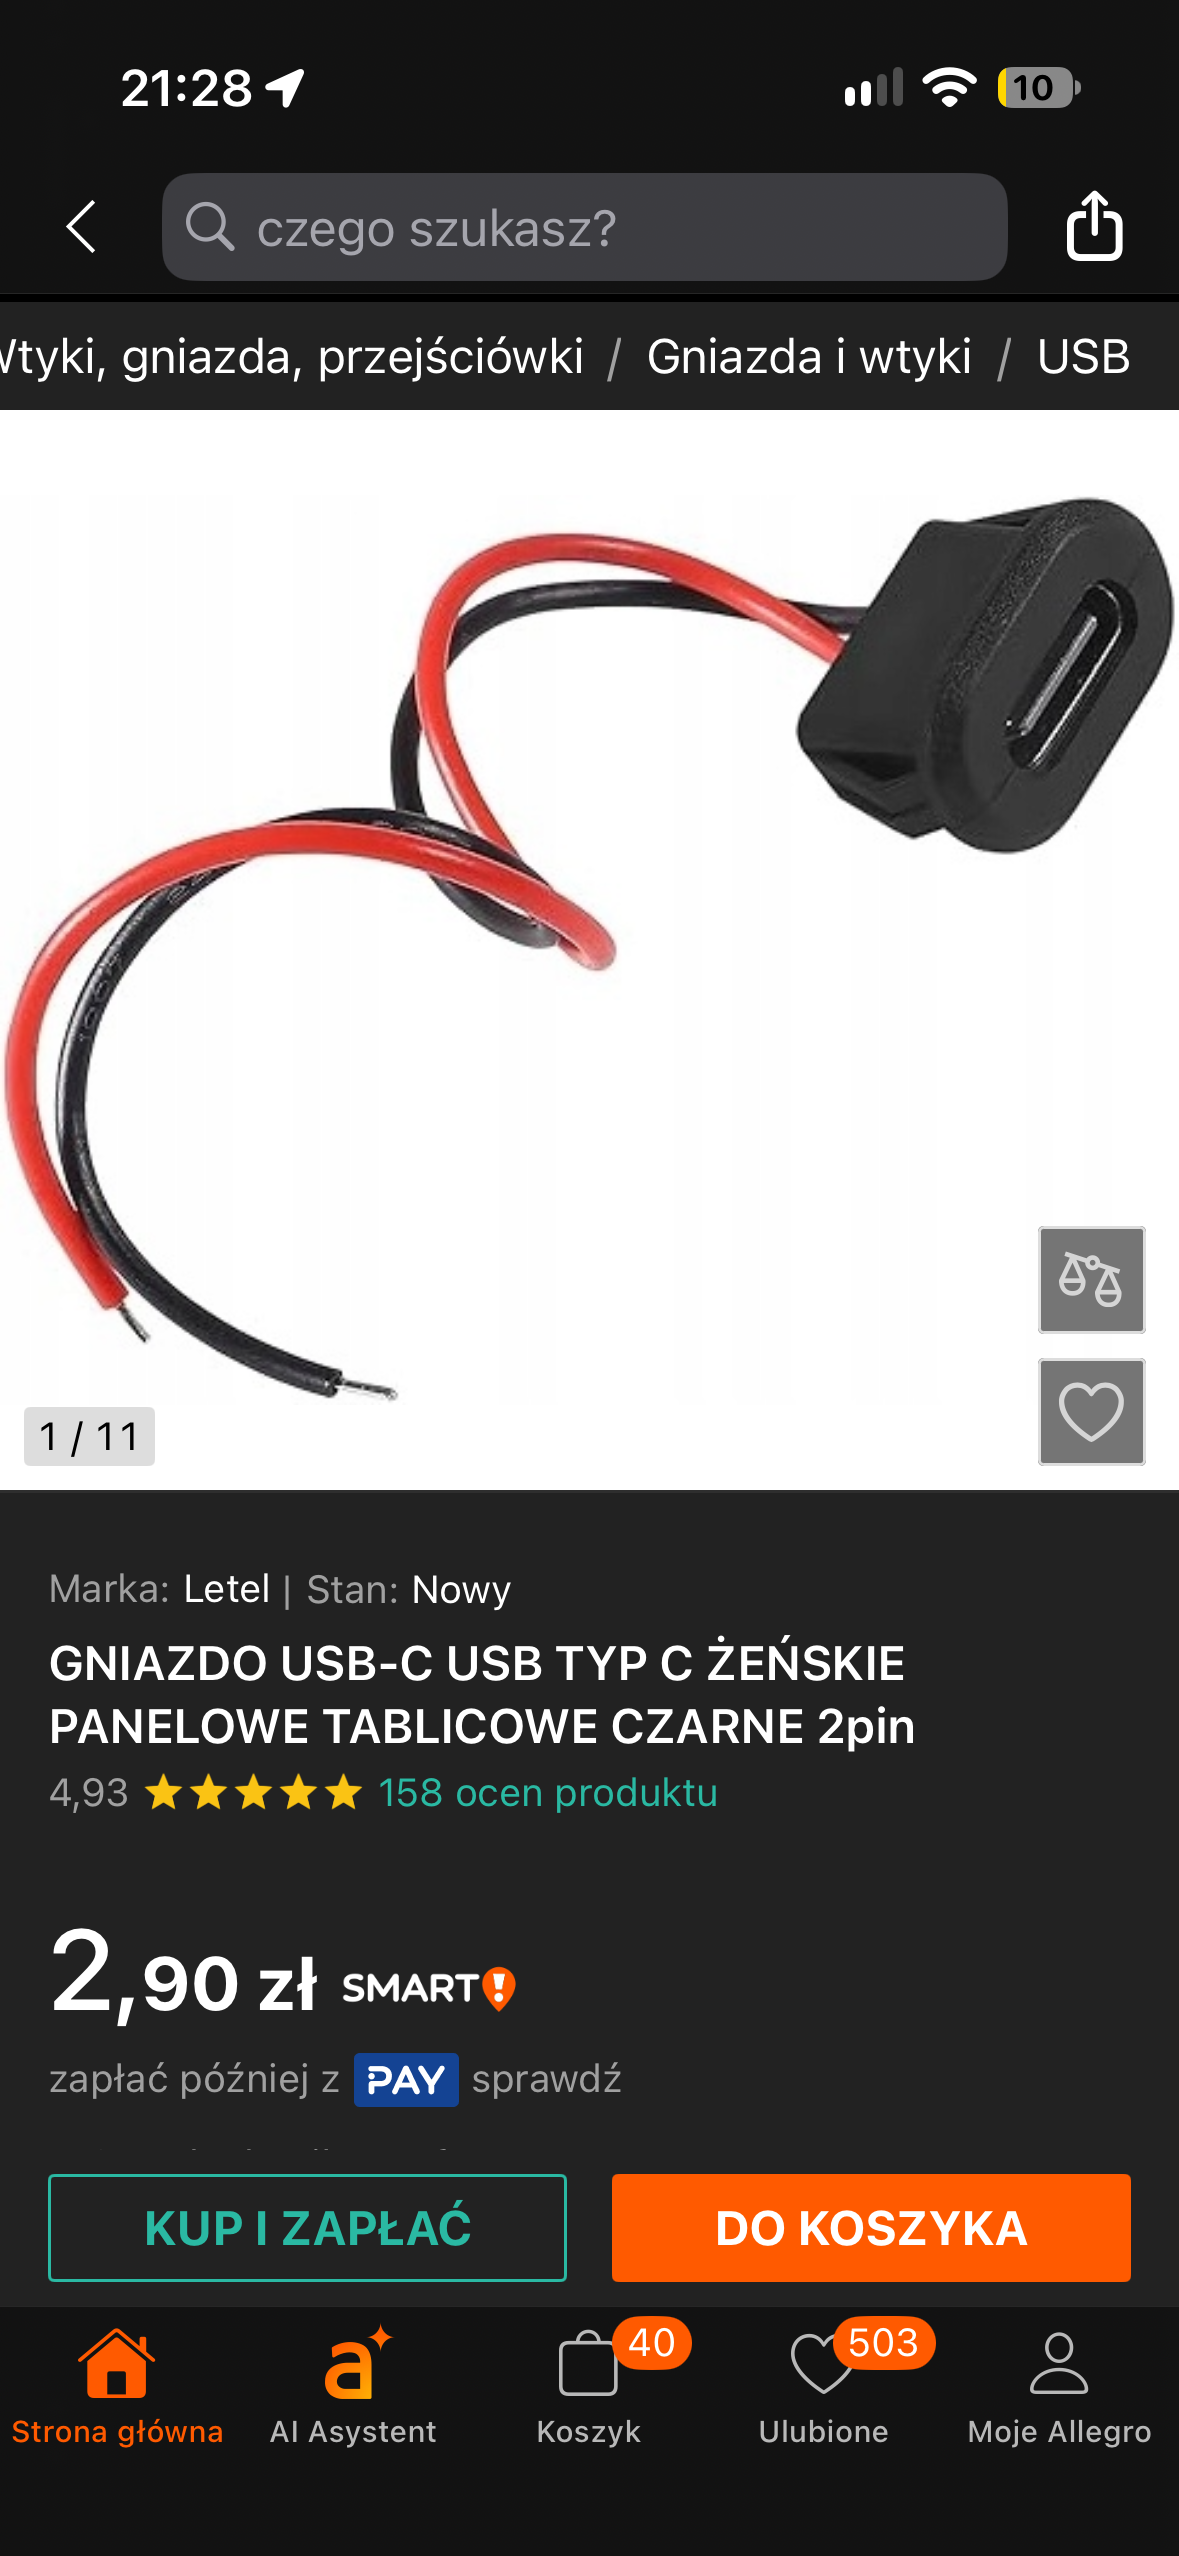 21:28
10
czego szukasz?
Wtyki, gniazda, przejściówki / Gniazda i wtyki / USB
1 / 11
Marka: Letel | Stan: Nowy
GNIAZDO USB-C USB TYP C ŻEŃSKIE
PANELOWE TABLICOWE CZARNE 2pin
4,93 158 ocen produktu
2,90 zł SMART!
zapłać później z PAY sprawdź
KUP I ZAPŁAĆ
DO KOSZYKA
40
503
Strona główna
AI Asystent
Koszyk
Ulubione
Moje Allegro